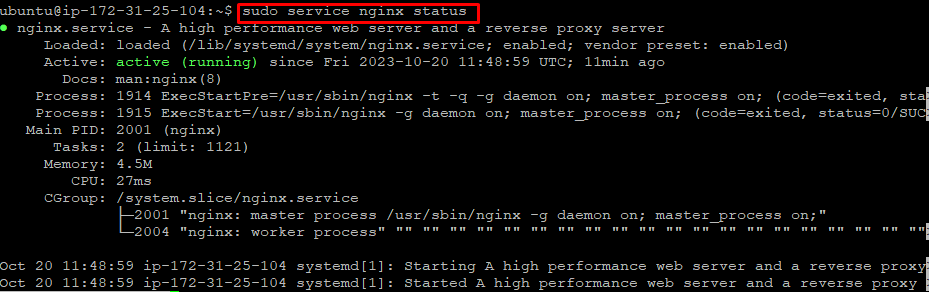 ubuntu@ip-172-31-25-104:~$ sudo service nginx status
● nginx.service - A high performance web server and a reverse proxy server
Loaded: loaded (/lib/systemd/system/nginx.service; enabled; vendor preset: enabled)
Active: active (running) since Fri 2023-10-20 11:48:59 UTC; 11min ago
Docs: man:nginx(8)
Process: 1914 ExecStartPre=/usr/sbin/nginx -t -q -g daemon on; master_process on; (code=exited, sta
Process: 1915 ExecStart=/usr/sbin/nginx -g daemon on; master_process on; (code=exited, status=0/SUC
Main PID: 2001 (nginx)
Tasks: 2 (limit: 1121)
Memory: 4.5M
CPU: 27ms
CGroup: /system.slice/nginx.service
├─2001 "nginx: master process /usr/sbin/nginx -g daemon on; master_process on;"
└─2004 "nginx: worker process" "" "" "" "" "" "" "" "" "" "" "" "" "" "" "" "" "" "" "" ""
Oct 20 11:48:59 ip-172-31-25-104 systemd[1]: Starting A high performance web server and a reverse proxy
Oct 20 11:48:59 ip-172-31-25-104 systemd[1]: Started A high performance web server and a reverse proxy